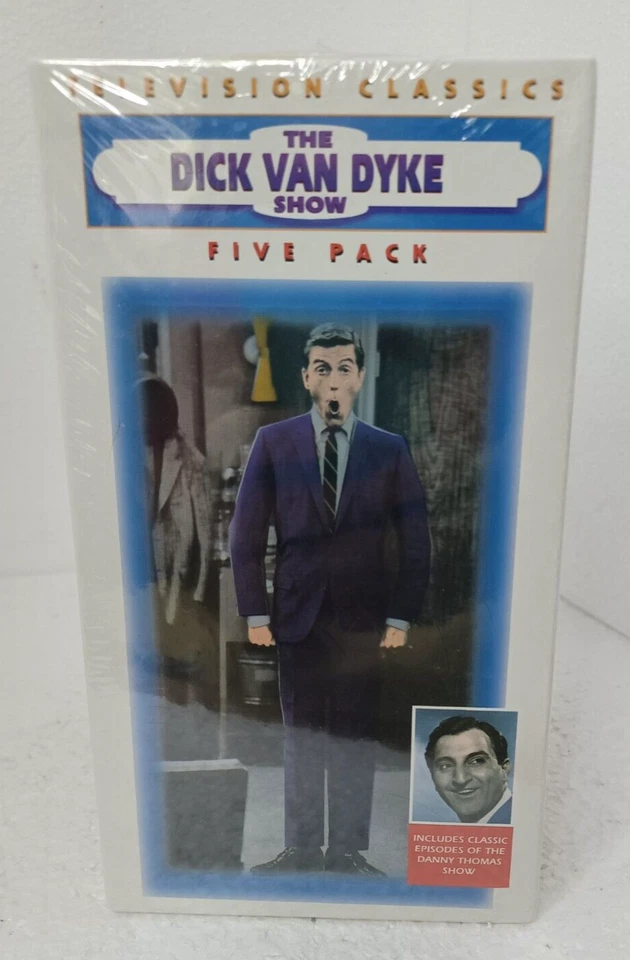 TELEVISION CLASSICS
THE
DICK VAN DYKE
SHOW
FIVE PACK
INCLUDES CLASSIC
EPISODES OF THE
DANNY THOMAS
SHOW